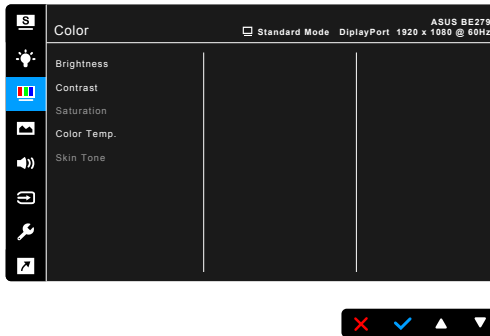 S
Color
ASUS BE279
Standard Mode DiplayPort 1920 x 1080 @ 60Hz
Brightness
Contrast
Saturation
Color Temp.
Skin Tone